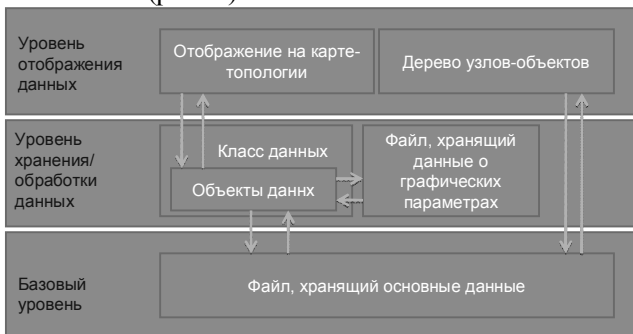 Уровень
отображения
данных
Отображение на карте-
топологии
Дерево узлов-объектов
Уровень
хранения/
обработки
данных
Класс данных
Объекты даннх
Файл, хранящий
данные о
графических
параметрах
Базовый
уровень
Файл, хранящий основные данные